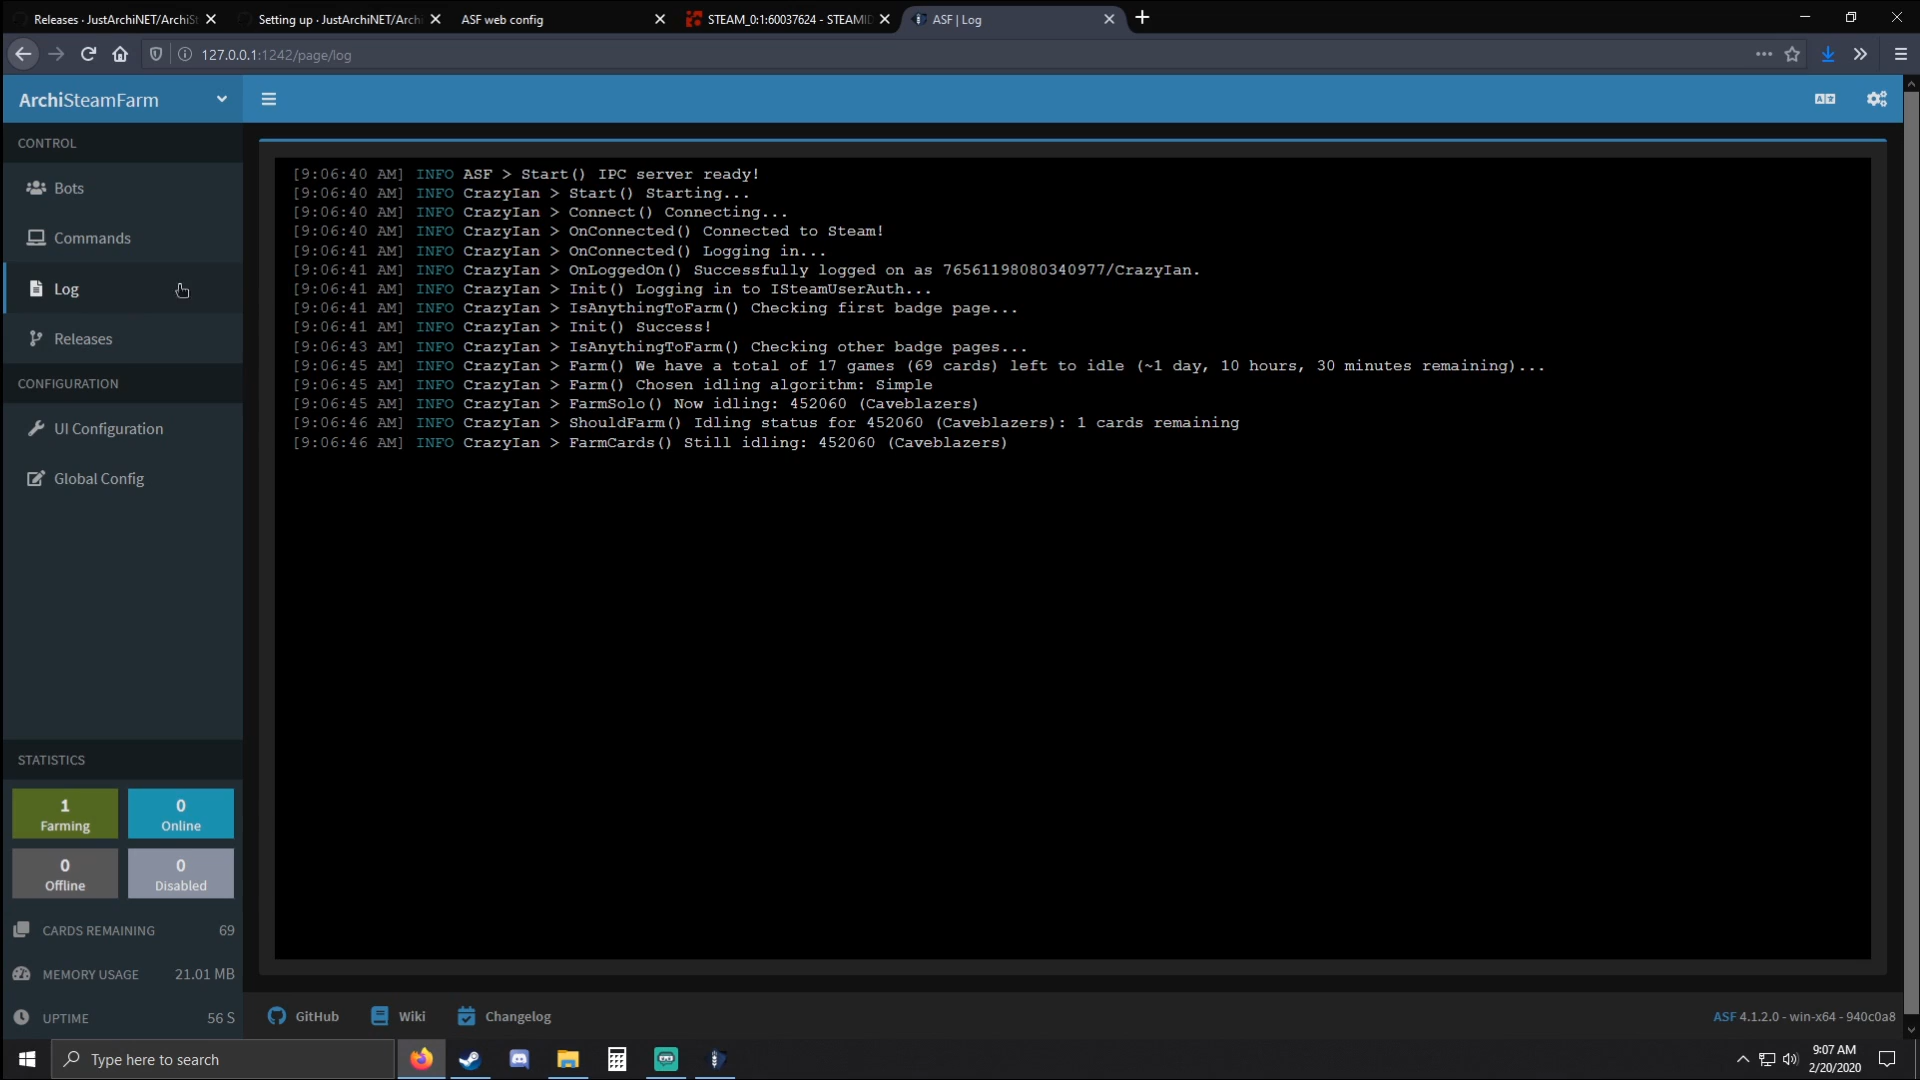 Releases · JustArchiNET/ArchiSt
Setting up · JustArchiNET/Arch
ASF web config
STEAM_0:1:60037624 - STEAMID
ASF | Log
127.0.0.1:1242/page/log
ArchiSteamFarm
CONTROL
Bots
Commands
Log
Releases
CONFIGURATION
UI Configuration
Global Config
[9:06:40 AM] INFO ASF > Start() IPC server ready!
[9:06:40 AM] INFO CrazyIan > Start() Starting...
[9:06:40 AM] INFO CrazyIan > Connect() Connecting...
[9:06:40 AM] INFO CrazyIan > OnConnected() Connected to Steam!
[9:06:41 AM] INFO CrazyIan > OnConnected() Logging in...
[9:06:41 AM] INFO CrazyIan > OnLoggedOn() Successfully logged on as 76561198080340977/CrazyIan.
[9:06:41 AM] INFO CrazyIan > Init() Logging in to ISteamUserAuth...
[9:06:41 AM] INFO CrazyIan > IsAnythingToFarm() Checking first badge page...
[9:06:41 AM] INFO CrazyIan > Init() Success!
[9:06:43 AM] INFO CrazyIan > IsAnythingToFarm() Checking other badge pages...
[9:06:45 AM] INFO CrazyIan > Farm() We have a total of 17 games (69 cards) left to idle (~1 day, 10 hours, 30 minutes remaining)...
[9:06:45 AM] INFO CrazyIan > Farm() Chosen idling algorithm: Simple
[9:06:45 AM] INFO CrazyIan > FarmSolo() Now idling: 452060 (Caveblazers)
[9:06:46 AM] INFO CrazyIan > ShouldFarm() Idling status for 452060 (Caveblazers): 1 cards remaining
[9:06:46 AM] INFO CrazyIan > FarmCards() Still idling: 452060 (Caveblazers)
STATISTICS
1
Farming
0
Online
0
Offline
0
Disabled
CARDS REMAINING 69
MEMORY USAGE 21.01 MB
UPTIME 56 S
GitHub
Wiki
Changelog
ASF 4.1.2.0 - win-x64 - 940c0a8
Type here to search
9:07 AM
2/20/2020